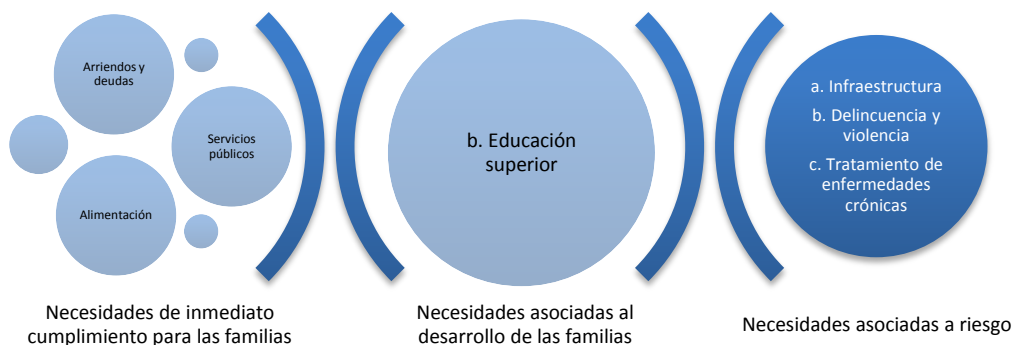 Arriendos y
deudas
Servicios
públicos
Alimentación
Necesidades de inmediato
cumplimiento para las familias
b. Educación
superior
Necesidades asociadas al
desarrollo de las familias
a. Infraestructura
b. Delincuencia y
violencia
c. Tratamiento de
enfermedades
crónicas
Necesidades asociadas a riesgo